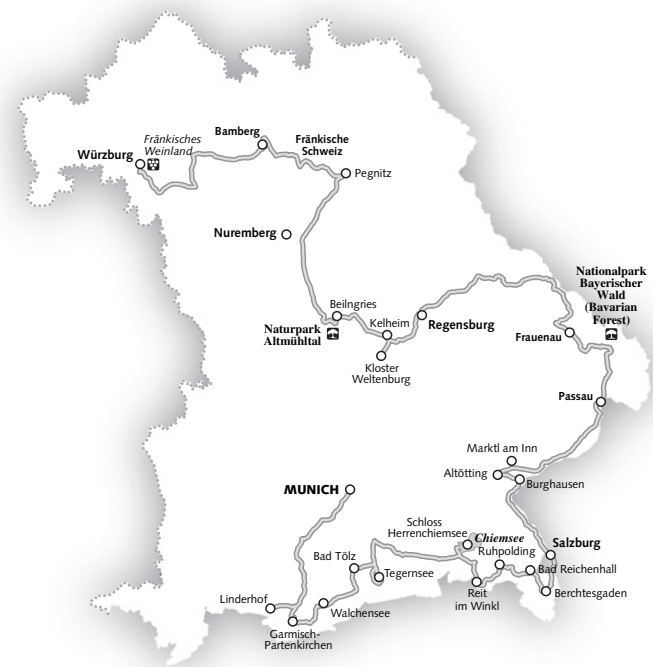 Bamberg
Fränkisches
Weinland
Fränkische
Schweiz
Würzburg
Pegnitz
Nuremberg
Nationalpark
Bayerischer
Wald
(Bavarian
Forest)
Beilngries
Naturpark
Altmühltal
Kelheim
Regensburg
Frauenau
Kloster
Weltenburg
Passau
Marktl am Inn
Altötting
Burghausen
MUNICH
Schloss
Herrenchiemsee
Chiemsee
Ruhpolding
Salzburg
Bad Tölz
Tegernsee
Bad Reichenhall
Reit
im Winkl
Berchtesgaden
Linderhof
Walchensee
Garmisch-
Partenkirchen